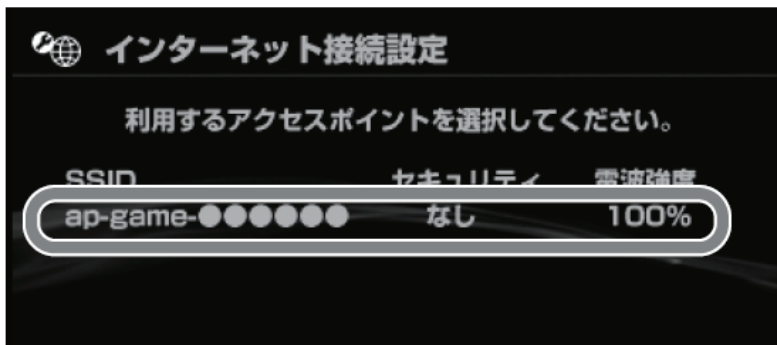 インターネット接続設定
利用するアクセスポイントを選択してください。
SSID セキュリティ 電波強度
ap-game-●●●●●● なし 100%